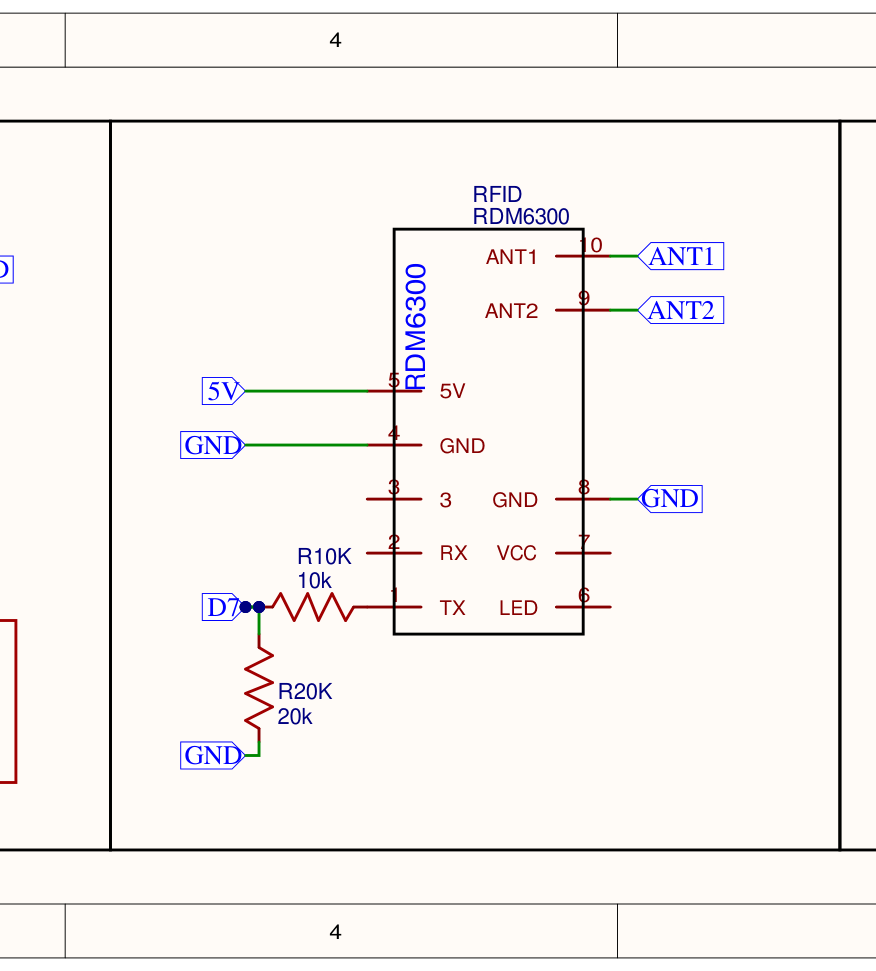 4
RFID
RDM6300
RDM6300
10
ANT1
ANT1
9
ANT2
ANT2
5V
5
5V
GND
4
GND
3
3
GND
8
GND
2
RX
VCC
7
R10K
10k
D7
1
TX
LED
6
R20K
20k
GND
4